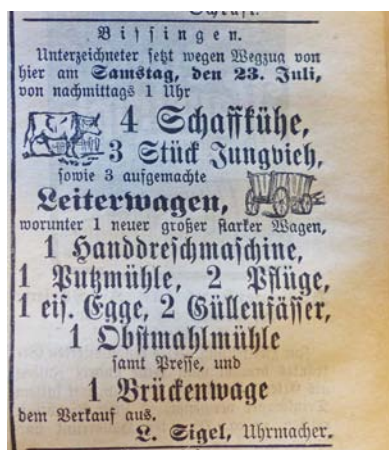 Bissingen.
Unterzeichneter setzt wegen Wegzug von
hier am Samstag, den 23. Juli,
von nachmittags 1 Uhr
4 Schaffkühe,
3 Stück Jungvieh,
sowie 3 aufgemachte
Leiterwagen,
worunter 1 neuer großer starker Wagen,
1 Handdreschmaschine,
1 Putzmühle, 2 Pflüge,
1 eis. Egge, 2 Güllenfässer,
1 Obstmahlmühle
samt Presse, und
1 Brückenwage
dem Verkauf aus.
L. Sigel, Uhrmacher.